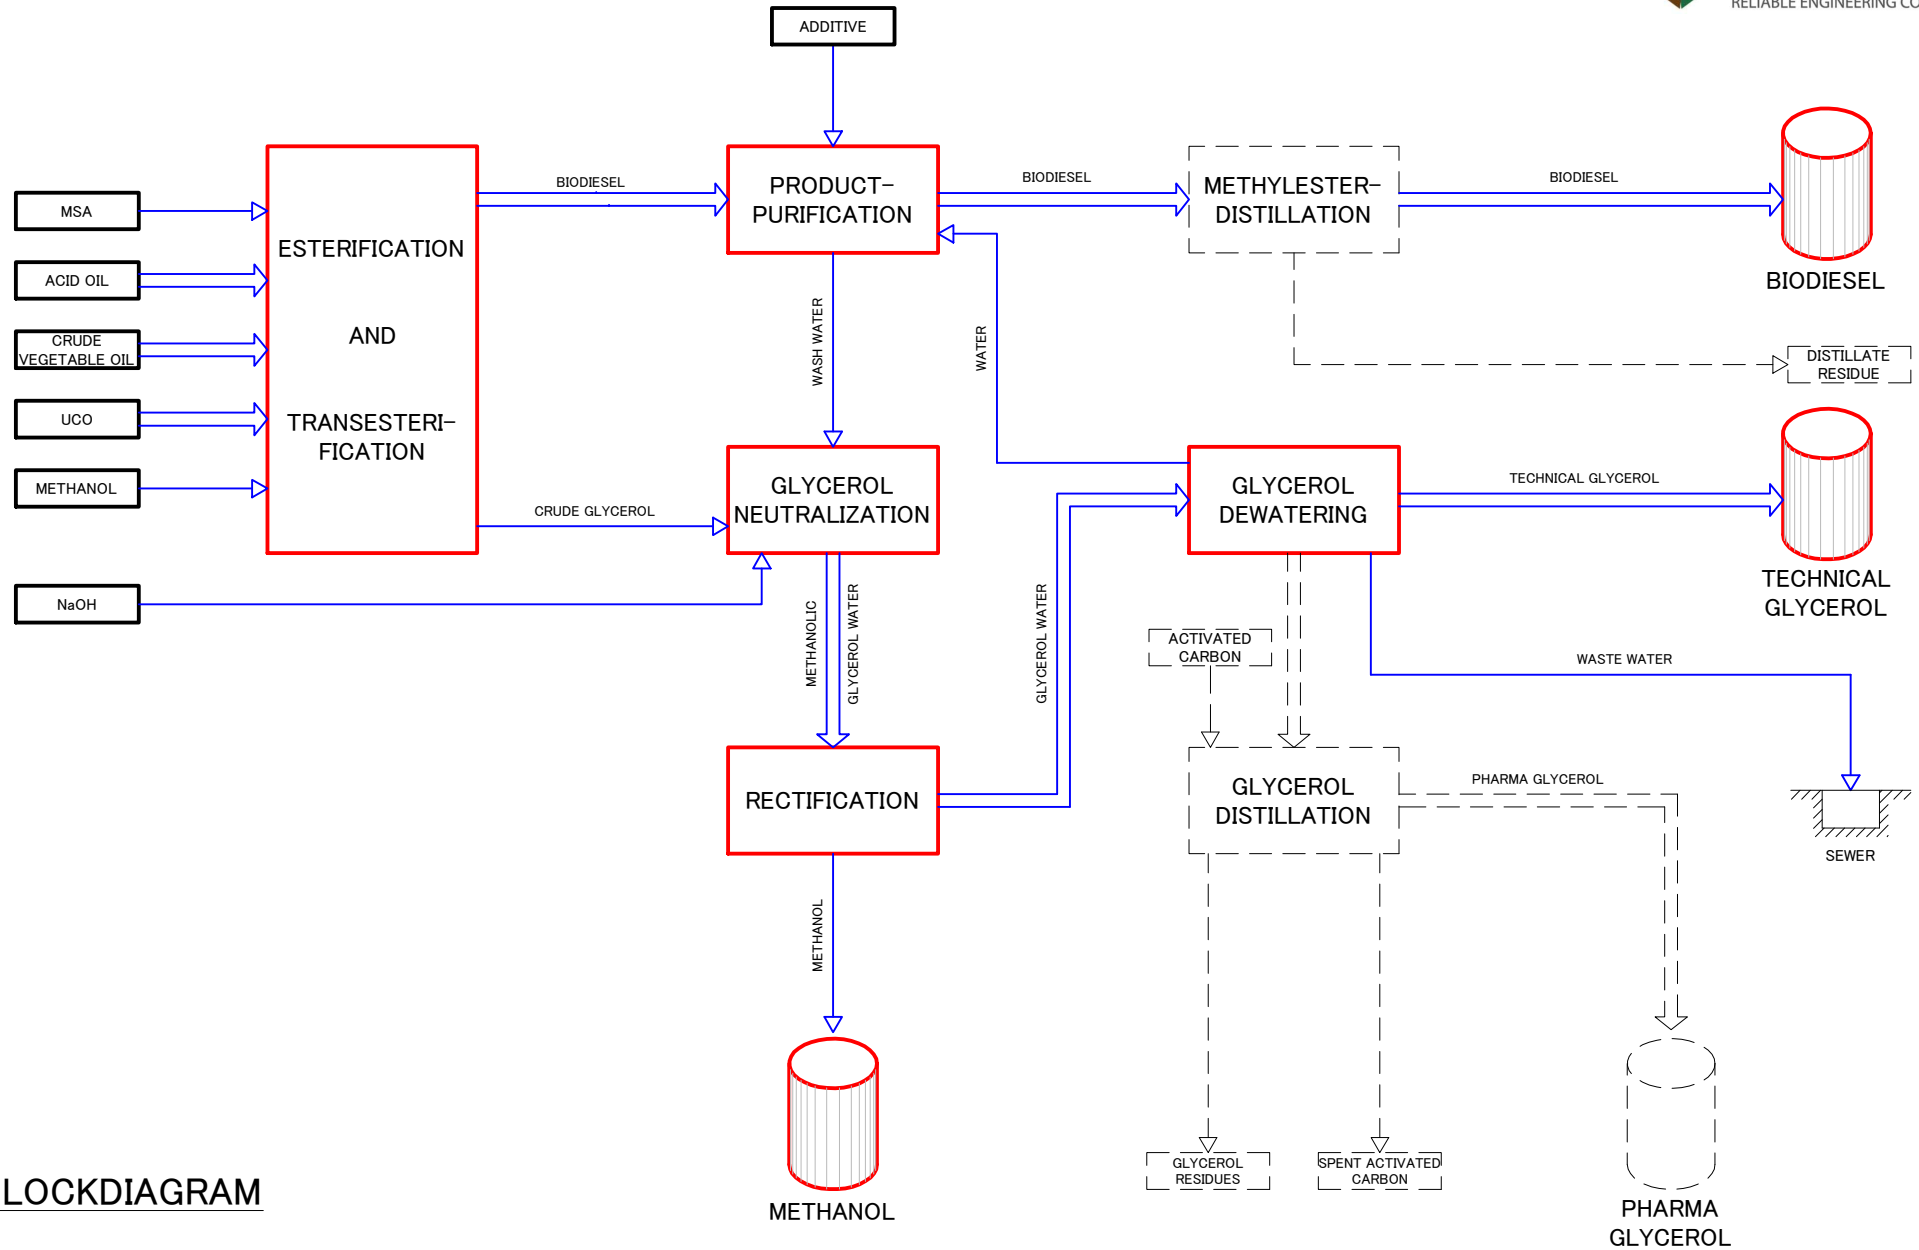 RELIABLE ENGINEERING CO
ADDITIVE
MSA
ACID OIL
CRUDE
VEGETABLE OIL
UCO
METHANOL
NaOH
ESTERIFICATION
AND
TRANSESTERI-
FICATION
BIODIESEL
CRUDE GLYCEROL
PRODUCT-
PURIFICATION
WASH WATER
GLYCEROL
NEUTRALIZATION
METHANOLIC
GLYCEROL WATER
RECTIFICATION
METHANOL
METHANOL
BIODIESEL
WATER
GLYCEROL WATER
METHYLESTER-
DISTILLATION
BIODIESEL
BIODIESEL
DISTILLATE
RESIDUE
GLYCEROL
DEWATERING
TECHNICAL GLYCEROL
TECHNICAL
GLYCEROL
WASTE WATER
SEWER
ACTIVATED
CARBON
GLYCEROL
DISTILLATION
PHARMA GLYCEROL
GLYCEROL
RESIDUES
SPENT ACTIVATED
CARBON
PHARMA
GLYCEROL
LOCKDIAGRAM